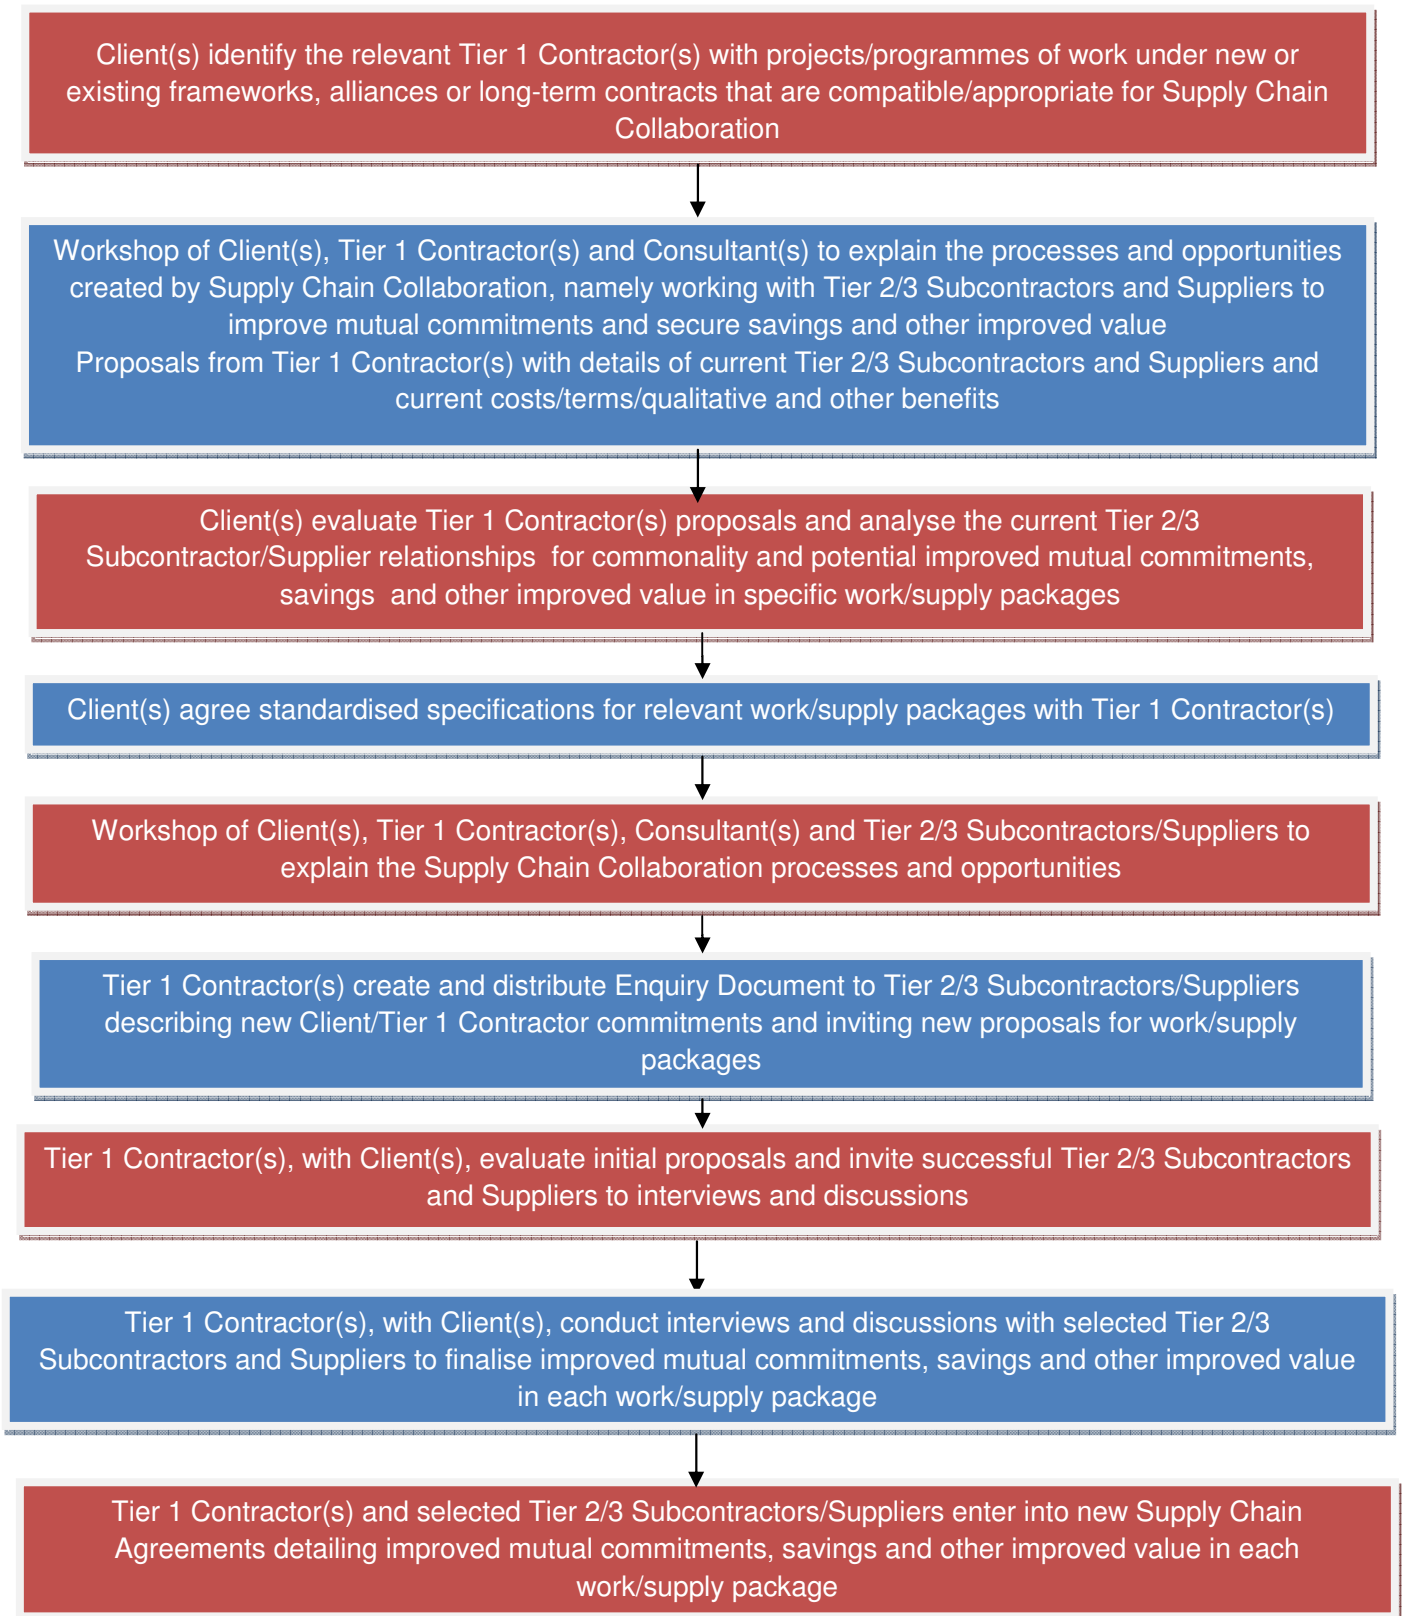 Client(s) identify the relevant Tier 1 Contractor(s) with projects/programmes of work under new or
existing frameworks, alliances or long-term contracts that are compatible/appropriate for Supply Chain
Collaboration
Workshop of Client(s), Tier 1 Contractor(s) and Consultant(s) to explain the processes and opportunities
created by Supply Chain Collaboration, namely working with Tier 2/3 Subcontractors and Suppliers to
improve mutual commitments and secure savings and other improved value
Proposals from Tier 1 Contractor(s) with details of current Tier 2/3 Subcontractors and Suppliers and
current costs/terms/qualitative and other benefits
Client(s) evaluate Tier 1 Contractor(s) proposals and analyse the current Tier 2/3
Subcontractor/Supplier relationships for commonality and potential improved mutual commitments,
savings and other improved value in specific work/supply packages
Client(s) agree standardised specifications for relevant work/supply packages with Tier 1 Contractor(s)
Workshop of Client(s), Tier 1 Contractor(s), Consultant(s) and Tier 2/3 Subcontractors/Suppliers to
explain the Supply Chain Collaboration processes and opportunities
Tier 1 Contractor(s) create and distribute Enquiry Document to Tier 2/3 Subcontractors/Suppliers
describing new Client/Tier 1 Contractor commitments and inviting new proposals for work/supply
packages
Tier 1 Contractor(s), with Client(s), evaluate initial proposals and invite successful Tier 2/3 Subcontractors
and Suppliers to interviews and discussions
Tier 1 Contractor(s), with Client(s), conduct interviews and discussions with selected Tier 2/3
Subcontractors and Suppliers to finalise improved mutual commitments, savings and other improved value
in each work/supply package
Tier 1 Contractor(s) and selected Tier 2/3 Subcontractors/Suppliers enter into new Supply Chain
Agreements detailing improved mutual commitments, savings and other improved value in each
work/supply package